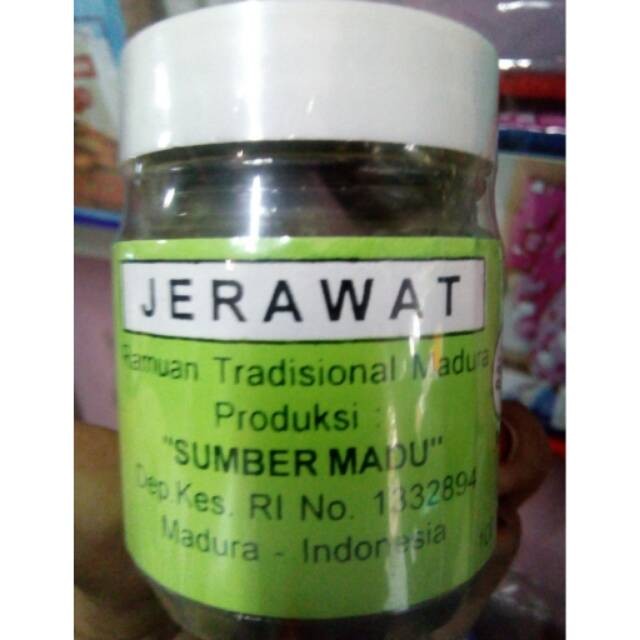 JERAWAT
Ramuan Tradisional Madura
Produksi :
"SUMBER MADU"
Dep.Kes. RI No. 1332894
Madura - Indonesia